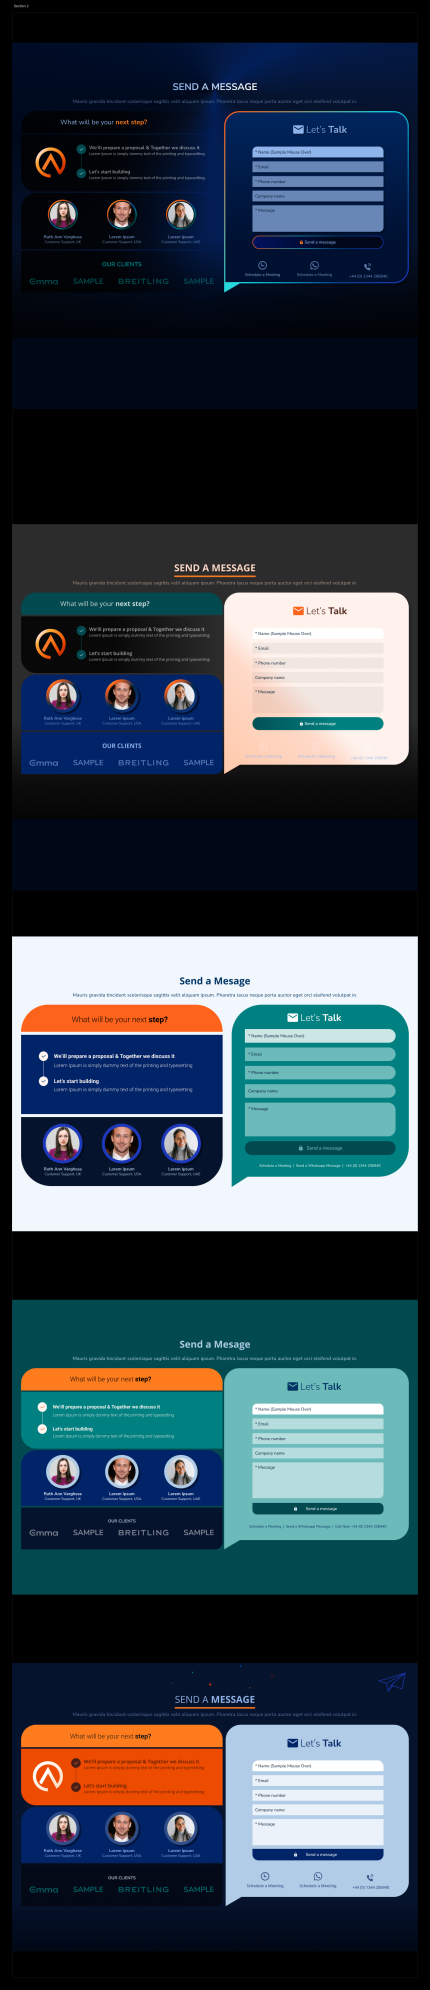 Section 2
SEND A MESSAGE
Mauris gravida tincidunt scelerisque sagittis velit aliquam ipsum. Pharetra lacus neque porta auctor eget orci eleifend volutpat in.
What will be your next step?
We'll prepare a proposal & Together we discuss it
Lorem Ipsum is simply dummy text of the printing and typesetting
Let's start building
Lorem Ipsum is simply dummy text of the printing and typesetting
Ruth Ann Varghese
Customer Support, UK
Lorem Ipsum
Customer Support, USA
Lorem Ipsum
Customer Support, UAE
OUR CLIENTS
Emma SAMPLE BREITLING SAMPLE
Let's Talk
* Name (Sample Mouse Over)
* Email
* Phone number
Company name
* Message
Send a message
Schedule a Meeting
Schedule a Meeting
+44 (0) 1344 206940
SEND A MESSAGE
Mauris gravida tincidunt scelerisque sagittis velit aliquam ipsum. Pharetra lacus neque porta auctor eget orci eleifend volutpat in.
What will be your next step?
We'll prepare a proposal & Together we discuss it
Lorem Ipsum is simply dummy text of the printing and typesetting
Let's start building
Lorem Ipsum is simply dummy text of the printing and typesetting
Ruth Ann Varghese
Customer Support, UK
Lorem Ipsum
Customer Support, USA
Lorem Ipsum
Customer Support, UAE
OUR CLIENTS
Emma SAMPLE BREITLING SAMPLE
Let's Talk
* Name (Sample Mouse Over)
* Email
* Phone number
Company name
* Message
Send a message
Schedule a Meeting
Schedule a Meeting
+44 (0) 1344 206940
Send a Mesage
Mauris gravida tincidunt scelerisque sagittis velit aliquam ipsum. Pharetra lacus neque porta auctor eget orci eleifend volutpat in.
What will be your next step?
We'll prepare a proposal & Together we discuss it
Lorem Ipsum is simply dummy text of the printing and typesetting
Let's start building
Lorem Ipsum is simply dummy text of the printing and typesetting
Ruth Ann Varghese
Customer Support, UK
Lorem Ipsum
Customer Support, USA
Lorem Ipsum
Customer Support, UAE
Let's Talk
* Name (Sample Mouse Over)
* Email
* Phone number
Company name
* Message
Send a message
Schedule a Meeting | Send a Whatsapp Message | +44 (0) 1344 206940
Send a Mesage
Mauris gravida tincidunt scelerisque sagittis velit aliquam ipsum. Pharetra lacus neque porta auctor eget orci eleifend volutpat in.
What will be your next step?
We'll prepare a proposal & Together we discuss it
Lorem Ipsum is simply dummy text of the printing and typesetting
Let's start building
Lorem Ipsum is simply dummy text of the printing and typesetting
Ruth Ann Varghese
Customer Support, UK
Lorem Ipsum
Customer Support, USA
Lorem Ipsum
Customer Support, UAE
OUR CLIENTS
Emma SAMPLE BREITLING SAMPLE
Let's Talk
* Name (Sample Mouse Over)
* Email
* Phone number
Company name
* Message
Send a message
Schedule a Meeting | Send a Whatsapp Message | Call Now +44 (0) 1344 206940
SEND A MESSAGE
Mauris gravida tincidunt scelerisque sagittis velit aliquam ipsum. Pharetra lacus neque porta auctor eget orci eleifend volutpat in.
What will be your next step?
We'll prepare a proposal & Together we discuss it
Lorem Ipsum is simply dummy text of the printing and typesetting
Let's start building
Lorem Ipsum is simply dummy text of the printing and typesetting
Ruth Ann Varghese
Customer Support, UK
Lorem Ipsum
Customer Support, USA
Lorem Ipsum
Customer Support, UAE
OUR CLIENTS
Emma SAMPLE BREITLING SAMPLE
Let's Talk
* Name (Sample Mouse Over)
* Email
* Phone number
Company name
* Message
Send a message
Schedule a Meeting
Schedule a Meeting
+44 (0) 1344 206940